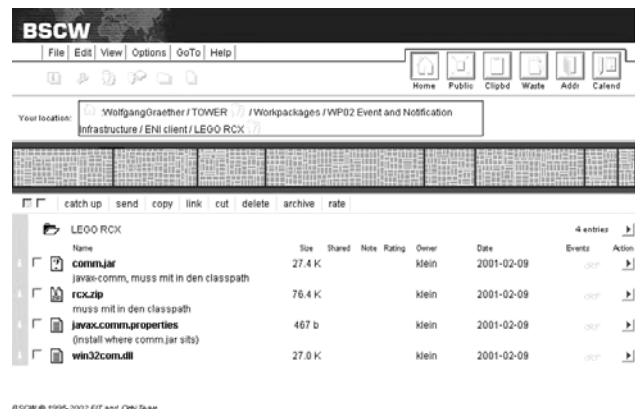 BSCW
File Edit View Options GoTo Help
Home Public Clipbd Waste Addr Calend
Your location: :WolfgangGraether / TOWER / Workpackages / WP02 Event and Notification
Infrastructure / ENI client / LEGO RCX
catch up send copy link cut delete archive rate
LEGO RCX 4 entries
Name Size Shared Note Rating Owner Date Events Action
comm.jar 27.4 K klein 2001-02-09
javax-comm, muss mit in den classpath
rcx.zip 76.4 K klein 2001-02-09
muss mit in den classpath
javax.comm.properties 467 b klein 2001-02-09
(install where comm.jar sits)
win32com.dll 27.0 K klein 2001-02-09
BSCW © 1995-2002 FIT and OrbiTeam